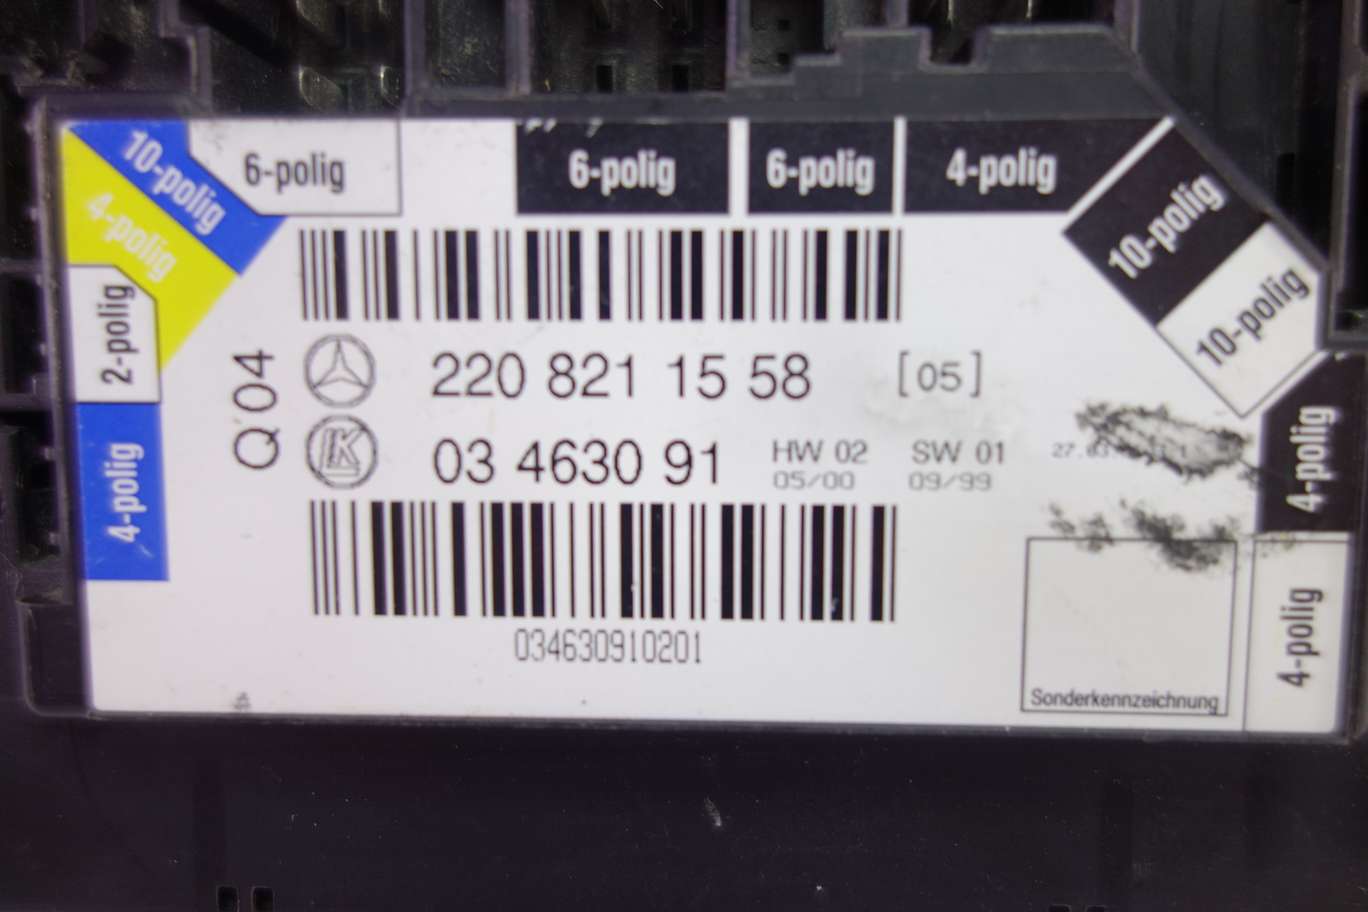 10-polig
6-polig
6-polig
6-polig
4-polig
10-polig
10-polig
4-polig
2-polig
4-polig
Q'04
220 821 15 58 [05]
LK
03 4630 91 HW 02 SW 01
05/00 09/99
4-polig
4-polig
034630910201
Sonderkennzeichnung